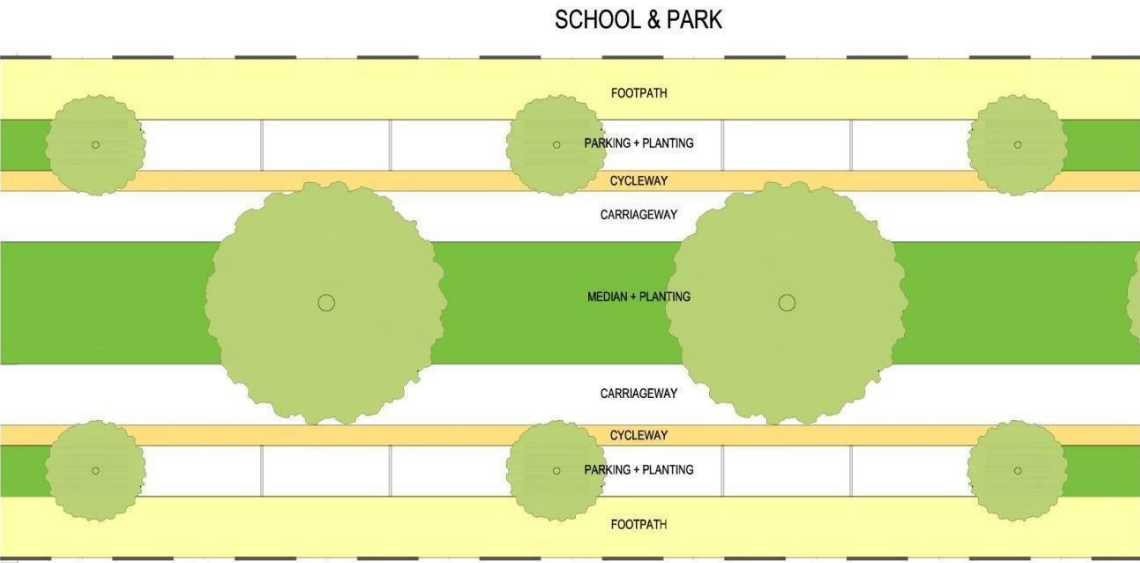 SCHOOL & PARK
FOOTPATH
PARKING + PLANTING
CYCLEWAY
CARRIAGEWAY
MEDIAN + PLANTING
CARRIAGEWAY
CYCLEWAY
PARKING + PLANTING
FOOTPATH